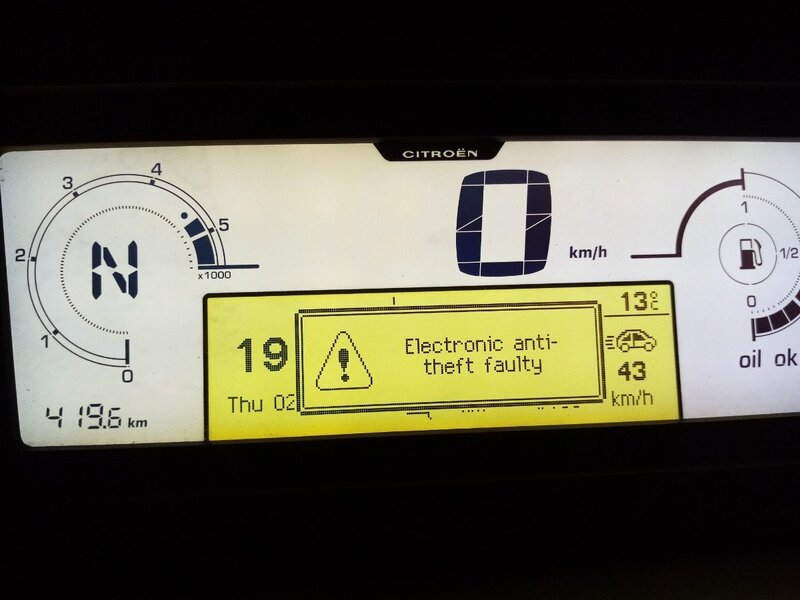 CITROËN
4
3
5
2
x1000
1
0
N
0
km/h
1
1/2
0
oil ok
13°C
19
Electronic anti-
theft faulty
43
km/h
Thu 02
419.6 km